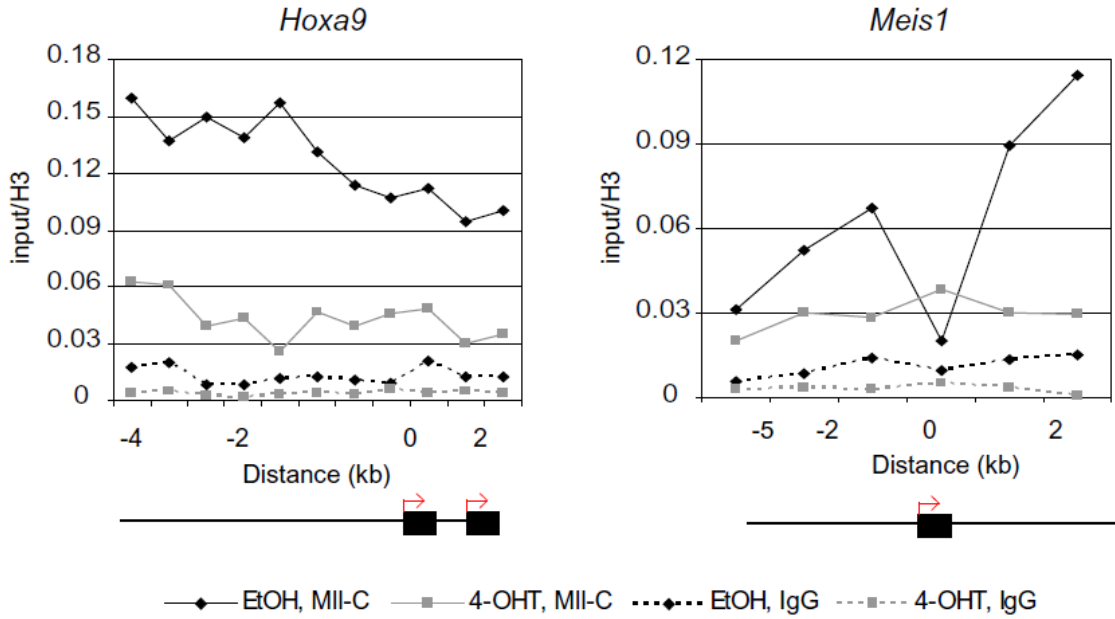 Hoxa9
0.18
0.15
0.12
0.09
0.06
0.03
0
input/H3
-4 -2 0 2
Distance (kb)
Meis1
0.12
0.09
0.06
0.03
0
input/H3
-5 -2 0 2
Distance (kb)
EtOH, Mll-C 4-OHT, Mll-C EtOH, IgG 4-OHT, IgG